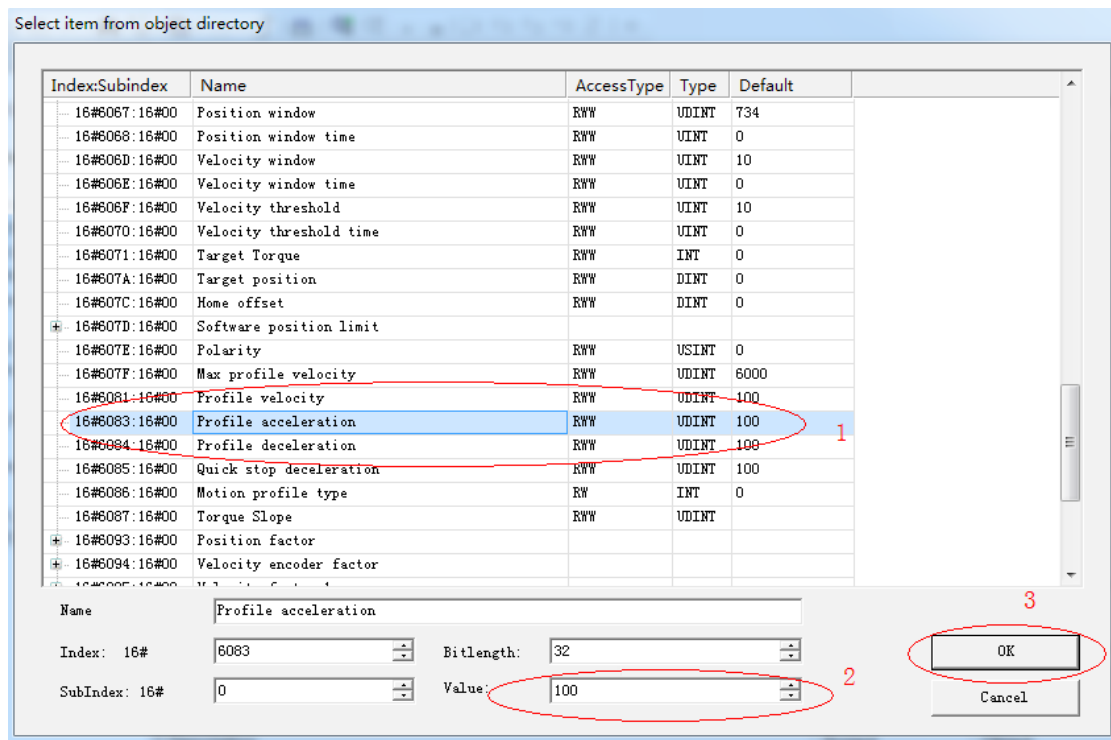 Select item from object directory
Index:Subindex Name AccessType Type Default
16#6067:16#00 Position window RWW UDINT 734
16#6068:16#00 Position window time RWW UINT 0
16#606D:16#00 Velocity window RWW UINT 10
16#606E:16#00 Velocity window time RWW UINT 0
16#606F:16#00 Velocity threshold RWW UINT 10
16#6070:16#00 Velocity threshold time RWW UINT 0
16#6071:16#00 Target Torque RWW INT 0
16#607A:16#00 Target position RWW DINT 0
16#607C:16#00 Home offset RWW DINT 0
16#607D:16#00 Software position limit
16#607E:16#00 Polarity RWW USINT 0
16#607F:16#00 Max profile velocity RWW UDINT 6000
16#6081:16#00 Profile velocity RWW UDINT 100
16#6083:16#00 Profile acceleration RWW UDINT 100 1
16#6084:16#00 Profile deceleration RWW UDINT 100
16#6085:16#00 Quick stop deceleration RWW UDINT 100
16#6086:16#00 Motion profile type RW INT 0
16#6087:16#00 Torque Slope RWW UDINT
16#6093:16#00 Position factor
16#6094:16#00 Velocity encoder factor
Name Profile acceleration 3
Index: 16# 6083 Bitlength: 32 OK
SubIndex: 16# 0 Value: 100 2 Cancel